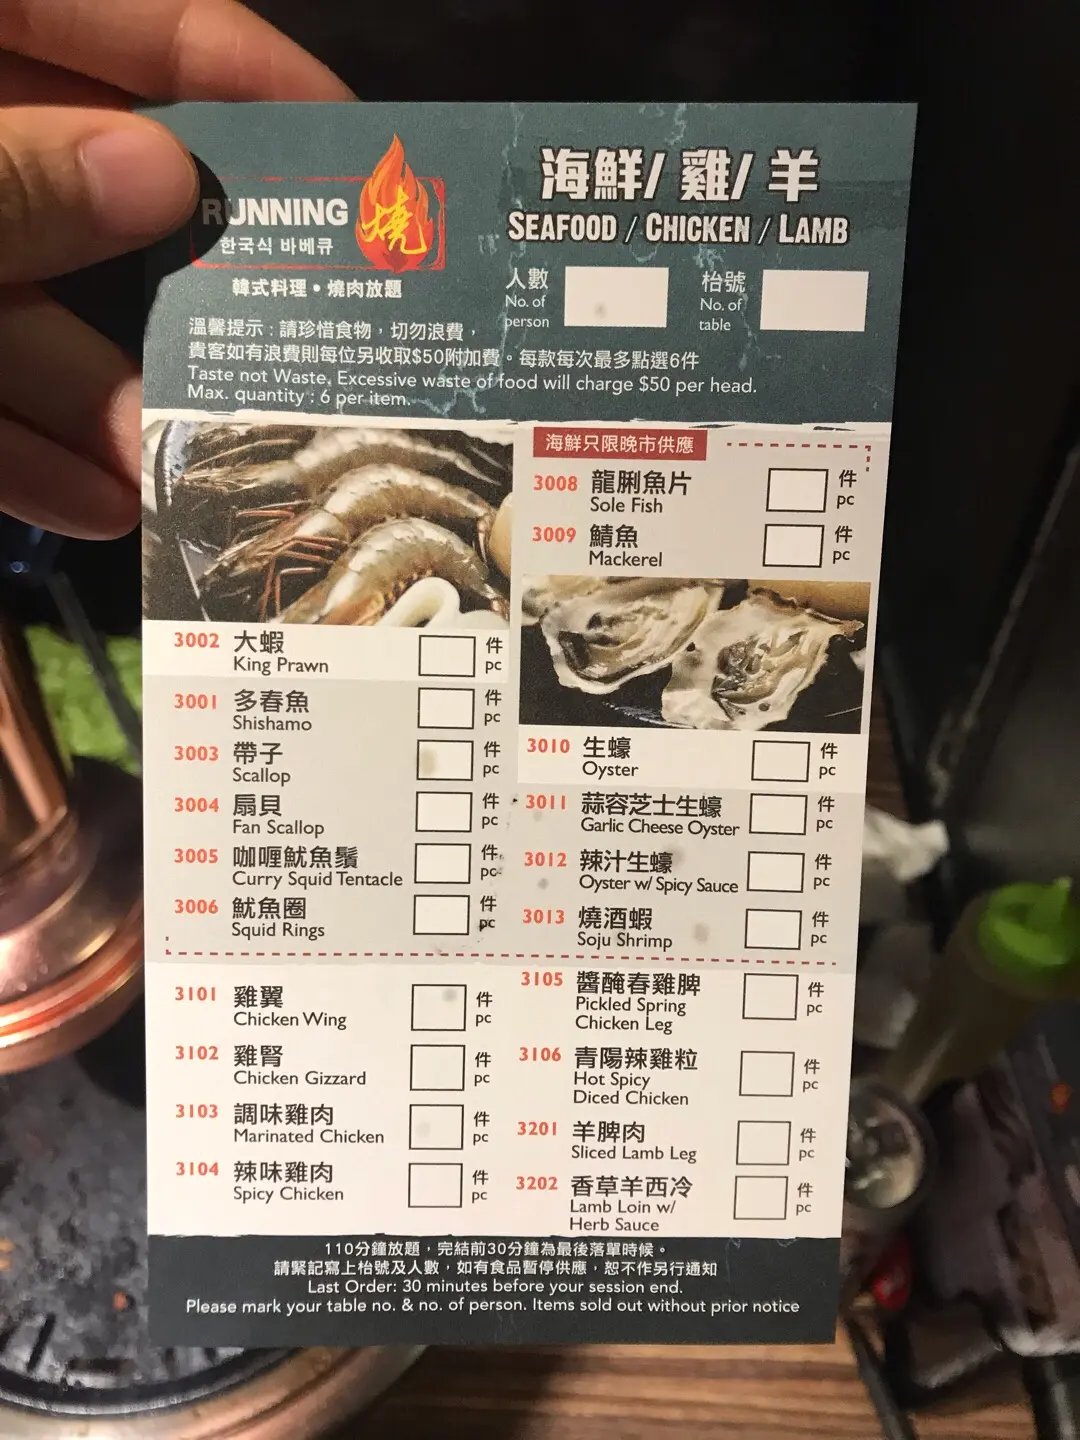 RUNNING 燒
한국식 바베큐
韓式料理•燒肉放題
海鮮/ 雞/ 羊
SEAFOOD / CHICKEN / LAMB
人數
No. of
person
枱號
No. of
table
溫馨提示：請珍惜食物，切勿浪費，
貴客如有浪費則每位另收取$50附加費。每款每次最多點選6件
Taste not Waste, Excessive waste of food will charge $50 per head.
Max. quantity : 6 per item.
3002 大蝦 件
King Prawn pc
3001 多春魚 件
Shishamo pc
3003 帶子 件
Scallop pc
3004 扇貝 件
Fan Scallop pc
3005 咖喱魷魚鬚 件
Curry Squid Tentacle pc
3006 魷魚圈 件
Squid Rings pc
海鮮只限晚市供應
3008 龍脷魚片 件
Sole Fish pc
3009 鯖魚 件
Mackerel pc
3010 生蠔 件
Oyster pc
3011 蒜容芝士生蠔 件
Garlic Cheese Oyster pc
3012 辣汁生蠔 件
Oyster w/ Spicy Sauce pc
3013 燒酒蝦 件
Soju Shrimp pc
3101 雞翼 件
Chicken Wing pc
3102 雞腎 件
Chicken Gizzard pc
3103 調味雞肉 件
Marinated Chicken pc
3104 辣味雞肉 件
Spicy Chicken pc
3105 醬醃春雞脾 件
Pickled Spring pc
Chicken Leg
3106 青陽辣雞粒 件
Hot Spicy pc
Diced Chicken
3201 羊脾肉 件
Sliced Lamb Leg pc
3202 香草羊西冷 件
Lamb Loin w/ pc
Herb Sauce
110分鐘放題，完結前30分鐘為最後落單時候。
請緊記寫上枱號及人數，如有食品暫停供應，恕不作另行通知
Last Order: 30 minutes before your session end.
Please mark your table no. & no. of person. Items sold out without prior notice